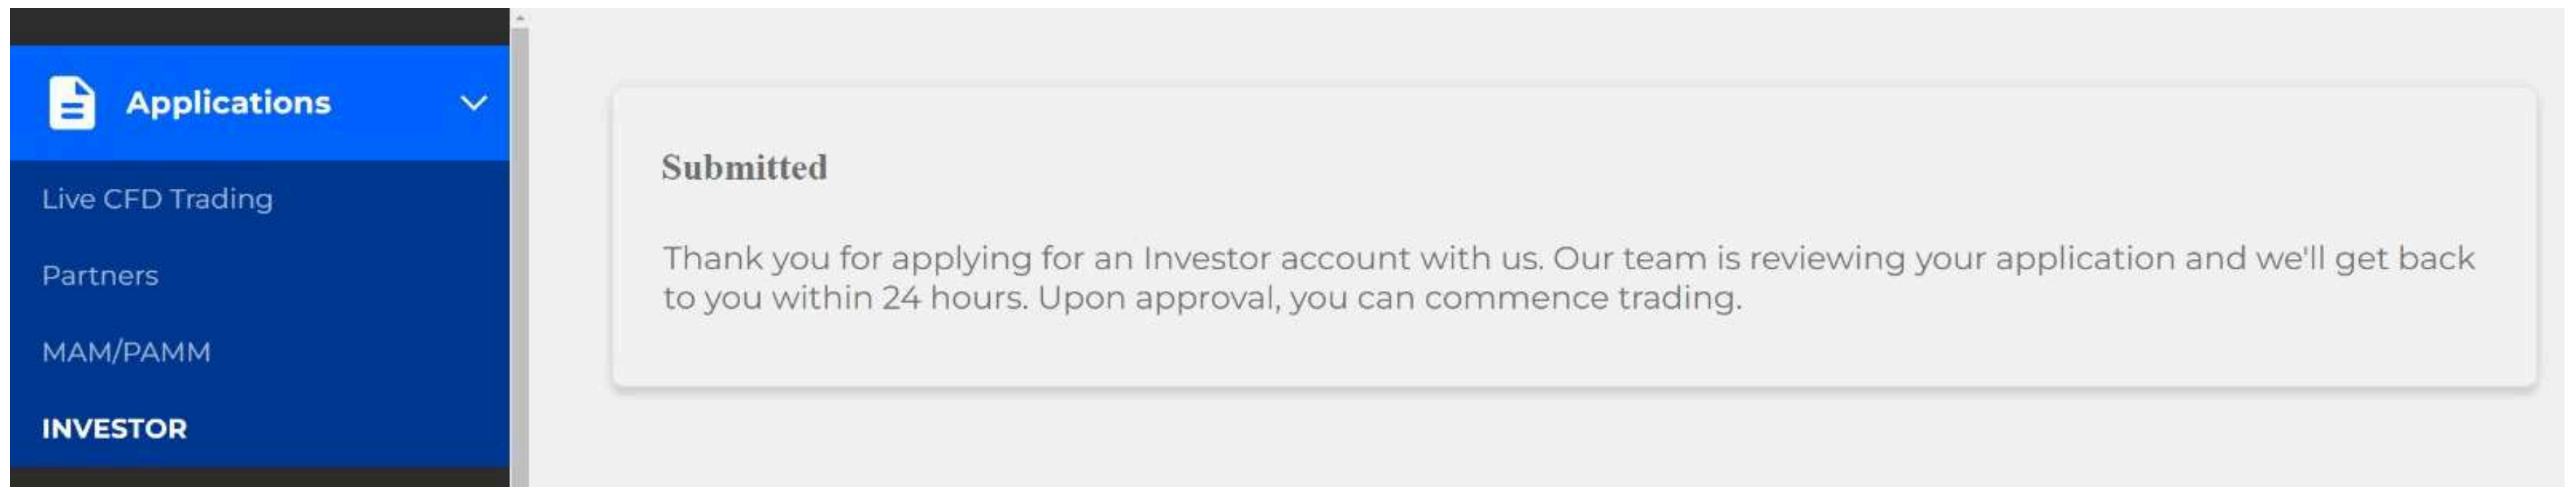 Applications
Live CFD Trading
Partners
MAM/PAMM
INVESTOR
Submitted
Thank you for applying for an Investor account with us. Our team is reviewing your application and we'll get back
to you within 24 hours. Upon approval, you can commence trading.